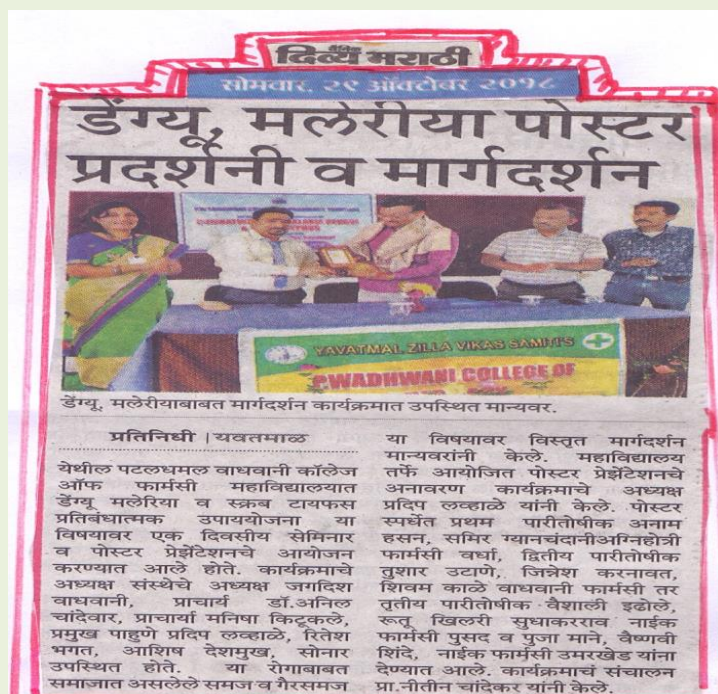 दैनिक
दिव्य मराठी
सोमवार, २९ ऑक्टोबर २०१८
डेंग्यू, मलेरीया पोस्टर
प्रदर्शनी व मार्गदर्शन
YAVATMAL ZILLA VIKAS SAMITI'S
P.WADHWANI COLLEGE OF
डेंग्यू, मलेरीयाबाबत मार्गदर्शन कार्यक्रमात उपस्थित मान्यवर.
प्रतिनिधी | यवतमाळ
येथील पटलधमल वाधवानी कॉलेज
ऑफ फार्मसी महाविद्यालयात
डेंग्यू मलेरिया व स्क्रब टायफस
प्रतिबंधात्मक उपाययोजना या
विषयावर एक दिवसीय सेमिनार
व पोस्टर प्रेझेंटेशनचे आयोजन
करण्यात आले होते. कार्यक्रमाचे
अध्यक्ष संस्थेचे अध्यक्ष जगदिश
वाधवानी, प्राचार्य डॉ.अनिल
चांदेवार, प्राचार्या मनिषा किटूकले,
प्रमुख पाहुणे प्रदिप लव्हाळे, रितेश
भगत, आशिष देशमुख, सोनार
उपस्थित होते. या रोगाबाबत
समाजात असलेले समज व गैरसमज
या विषयावर विस्तृत मार्गदर्शन
मान्यवरांनी केले. महाविद्यालय
तर्फे आयोजित पोस्टर प्रेझेंटेशनचे
अनावरण कार्यक्रमाचे अध्यक्ष
प्रदिप लव्हाळे यांनी केले. पोस्टर
स्पर्धेत प्रथम पारीतोषीक अनाम
हसन, समिर ग्यानचंदानीअग्निहोत्री
फार्मसी वर्धा, द्वितीय पारीतोषीक
तुशार उटाणे, जिन्नेश करनावत,
शिवम काळे वाधवानी फार्मसी तर
तृतीय पारीतोषीक वैशाली इढोले,
रूतू खिलरी सुधाकरराव नाईक
फार्मसी पुसद व पुजा माने, वैष्णवी
शिंदे, नाईक फार्मसी उमरखेड यांना
देण्यात आले. कार्यक्रमाचं संचालन
प्रा.नीतीन चांदेकर यांनी केले.